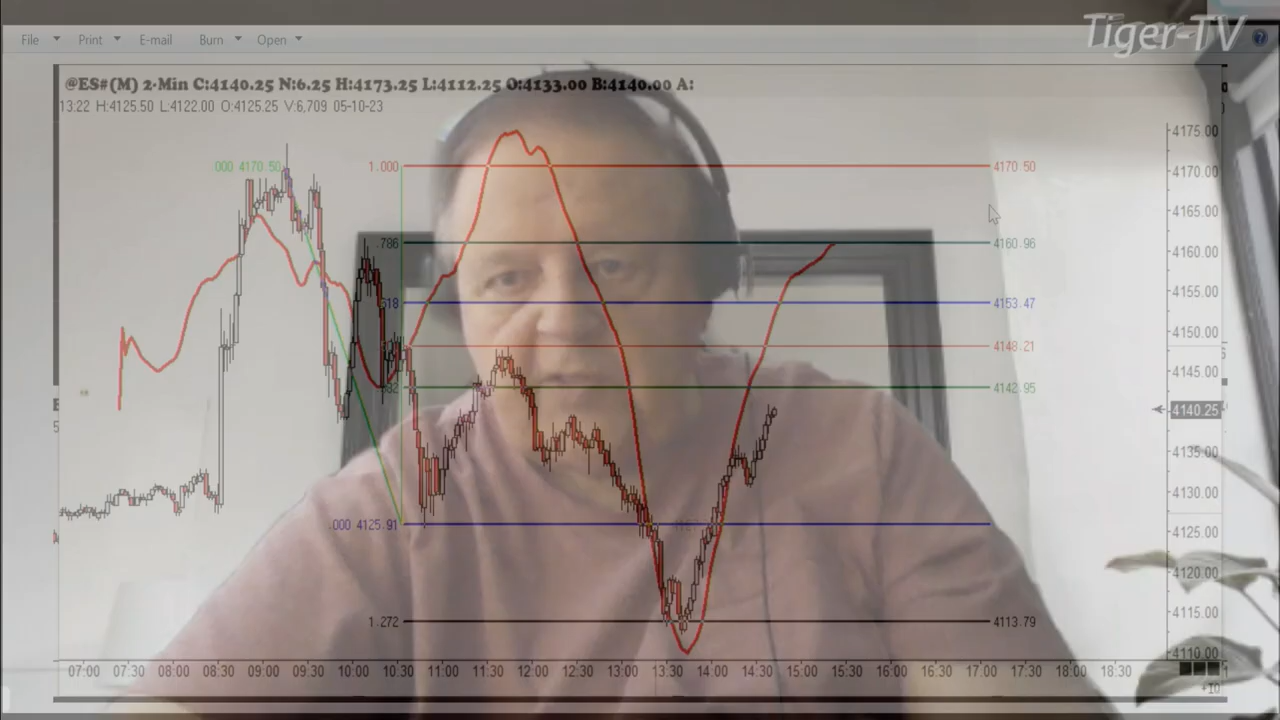 Tiger-TV
File Print E-mail Burn Open
@ES#(M) 2-Min C:4140.25 N:6.25 H:4173.25 L:4112.25 O:4133.00 B:4140.00 A:
13:22 H:4125.50 L:4122.00 O:4125.25 V:6,709 05-10-23
4175.00
000 4170.50 1.000 4170.50 4170.00
4165.00
.786 4160.96 4160.00
4155.00
618 4153.47
4150.00
4148.21
4145.00
382 4142.95
4140.25
4135.00
4130.00
.000 4125.91 4125.00
4120.00
4115.00
1.272 4113.79
4110.00
07:00 07:30 08:00 08:30 09:00 09:30 10:00 10:30 11:00 11:30 12:00 12:30 13:00 13:30 14:00 14:30 15:00 15:30 16:00 16:30 17:00 17:30 18:00 18:30
+10